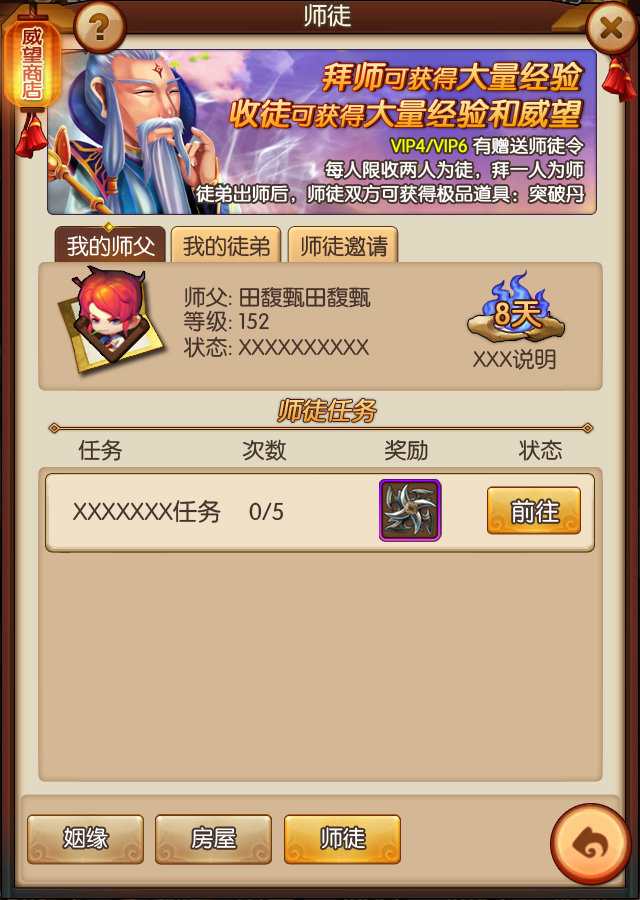 师徒
?
威望商店
拜师可获得大量经验
收徒可获得大量经验和威望
VIP4/VIP6 有赠送师徒令
每人限收两人为徒，拜一人为师
徒弟出师后，师徒双方可获得极品道具：突破丹
我的师父 我的徒弟 师徒邀请
师父: 田馥甄田馥甄
等级: 152
状态: XXXXXXXXXX
8天
XXX说明
师徒任务
任务 次数 奖励 状态
XXXXXXX任务 0/5 前往
姻缘 房屋 师徒